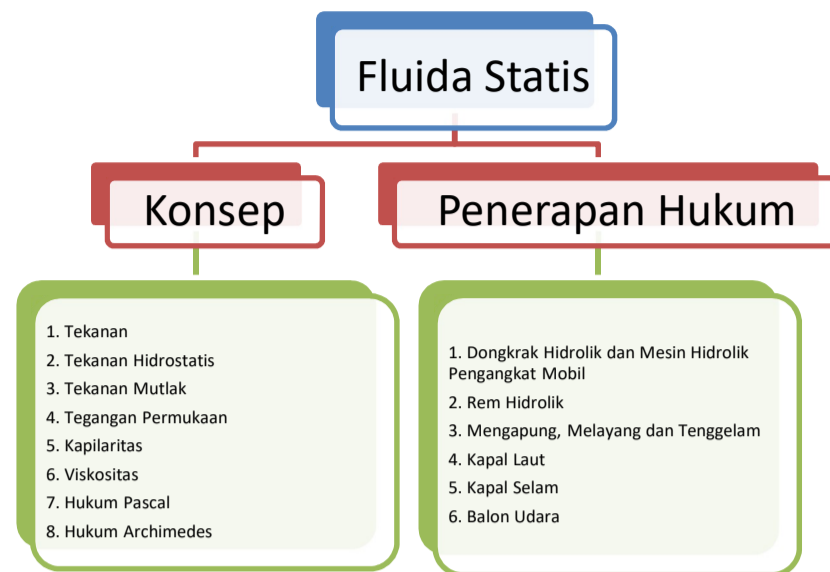 Fluida Statis
Konsep
Penerapan Hukum
1. Tekanan
2. Tekanan Hidrostatis
3. Tekanan Mutlak
4. Tegangan Permukaan
5. Kapilaritas
6. Viskositas
7. Hukum Pascal
8. Hukum Archimedes
1. Dongkrak Hidrolik dan Mesin Hidrolik
Pengangkat Mobil
2. Rem Hidrolik
3. Mengapung, Melayang dan Tenggelam
4. Kapal Laut
5. Kapal Selam
6. Balon Udara